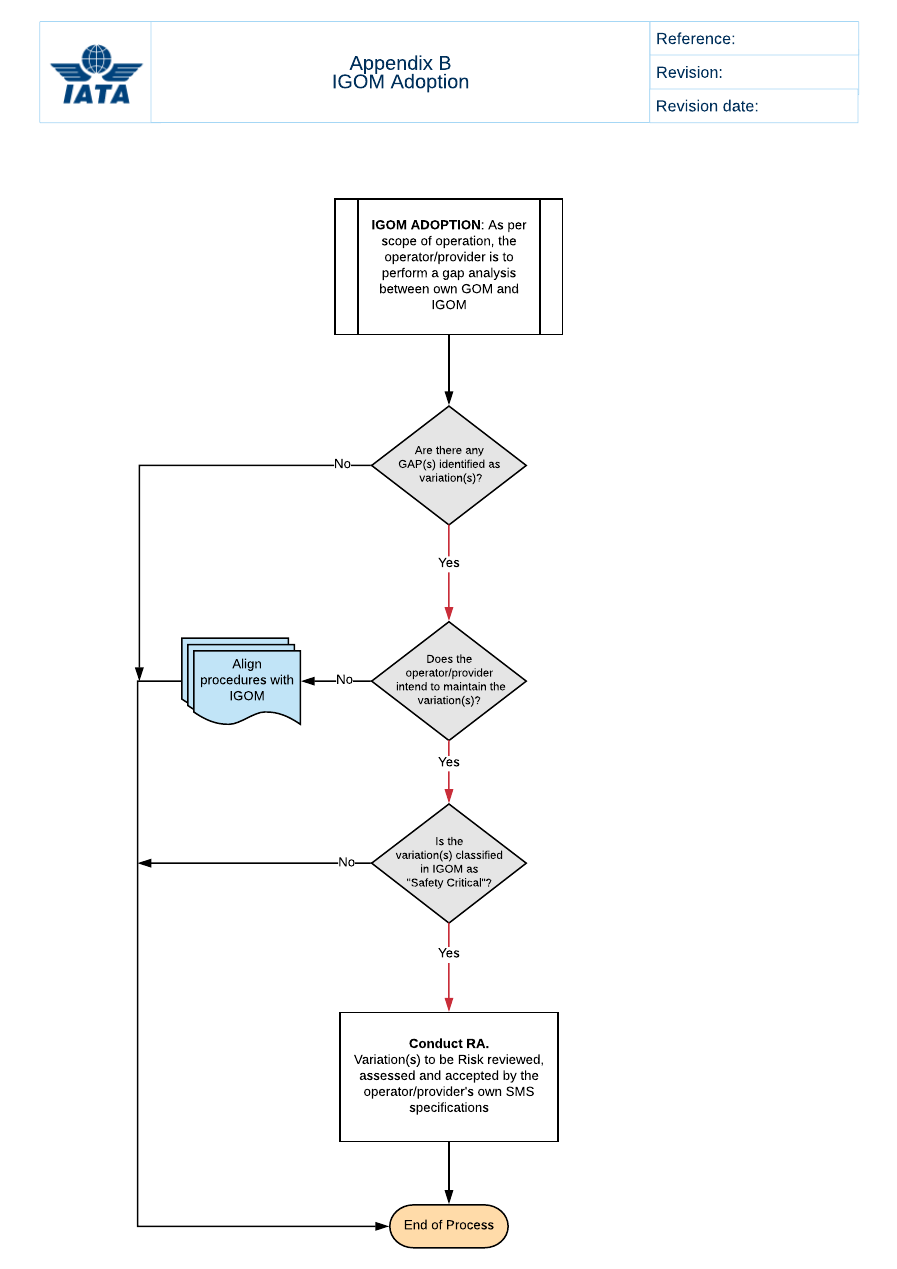 IATA
Appendix B
IGOM Adoption
Reference:
Revision:
Revision date:
IGOM ADOPTION: As per
scope of operation, the
operator/provider is to
perform a gap analysis
between own GOM and
IGOM
Are there any
GAP(s) identified as
variation(s)?
No
Yes
Does the
operator/provider
intend to maintain the
variation(s)?
No
Align
procedures with
IGOM
Yes
Is the
variation(s) classified
in IGOM as
"Safety Critical"?
No
Yes
Conduct RA.
Variation(s) to be Risk reviewed,
assessed and accepted by the
operator/provider's own SMS
specifications
End of Process